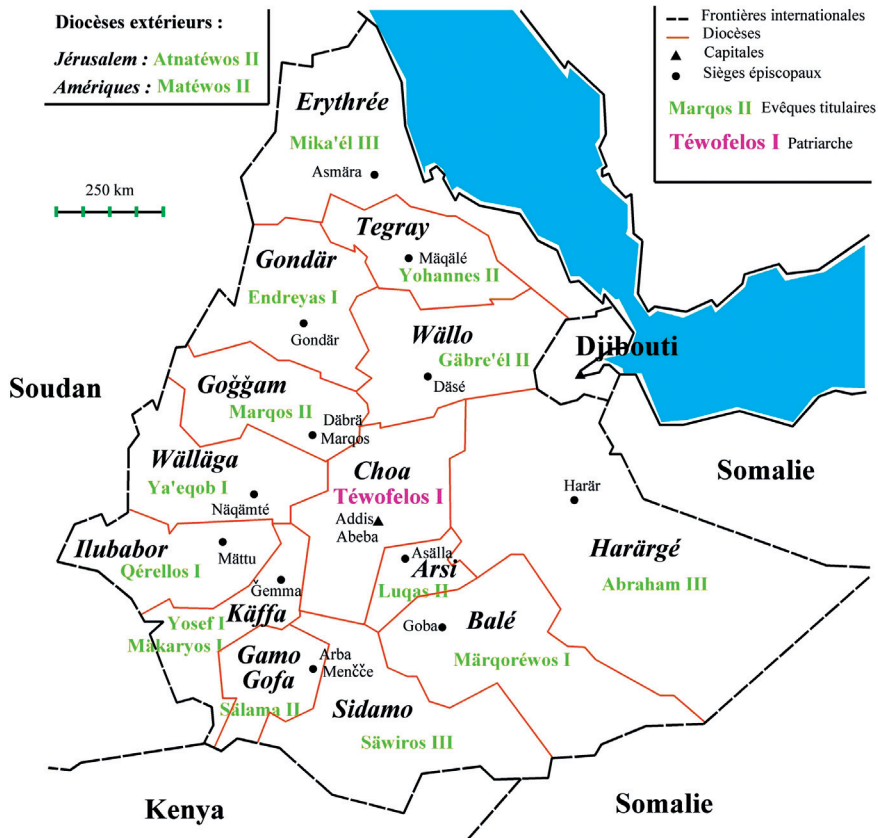 Diocèses extérieurs :
Jérusalem : Atnatéwos II
Amériques : Matéwos II
Frontières internationales
Diocèses
Capitales
Sièges épiscopaux
Marqos II Evêques titulaires
Téwofelos I Patriarche
250 km
Erythrée
Mika'él III
Asmära
Tegray
Mäqälé
Yohannes II
Gondär
Endreyas I
Gondär
Wällo
Gäbre'él II
Däsé
Djibouti
Soudan
Goǧǧam
Marqos II
Däbrä
Marqos
Wälläga
Ya'eqob I
Näqämté
Choa
Téwofelos I
Addis
Abeba
Somalie
Harär
Harärgé
Abraham III
Ilubabor
Mättu
Qérellos I
Ǧemma
Käffa
Yosef I
Mäkaryos I
Asälla
Arsi
Luqas II
Goba
Balé
Märqoréwos I
Gamo
Gofa
Arba
Menčče
Sälama II
Sidamo
Säwiros III
Kenya
Somalie